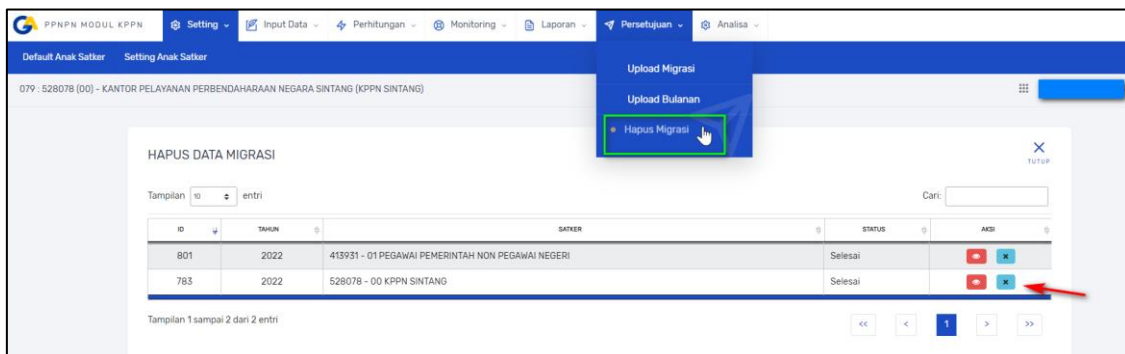 PPNPN MODUL KPPN Setting Input Data Perhitungan Monitoring Laporan Persetujuan Analisa
Default Anak Satker Setting Anak Satker
Upload Migrasi
079 : 528078 (00) - KANTOR PELAYANAN PERBENDAHARAAN NEGARA SINTANG (KPPN SINTANG)
Upload Bulanan
Hapus Migrasi
HAPUS DATA MIGRASI
TUTUP
Tampilan 10 entri Cari:
ID TAHUN SATKER STATUS AKSI
801 2022 413931 - 01 PEGAWAI PEMERINTAH NON PEGAWAI NEGERI Selesai
783 2022 528078 - 00 KPPN SINTANG Selesai
Tampilan 1 sampai 2 dari 2 entri
<< < 1 > >>